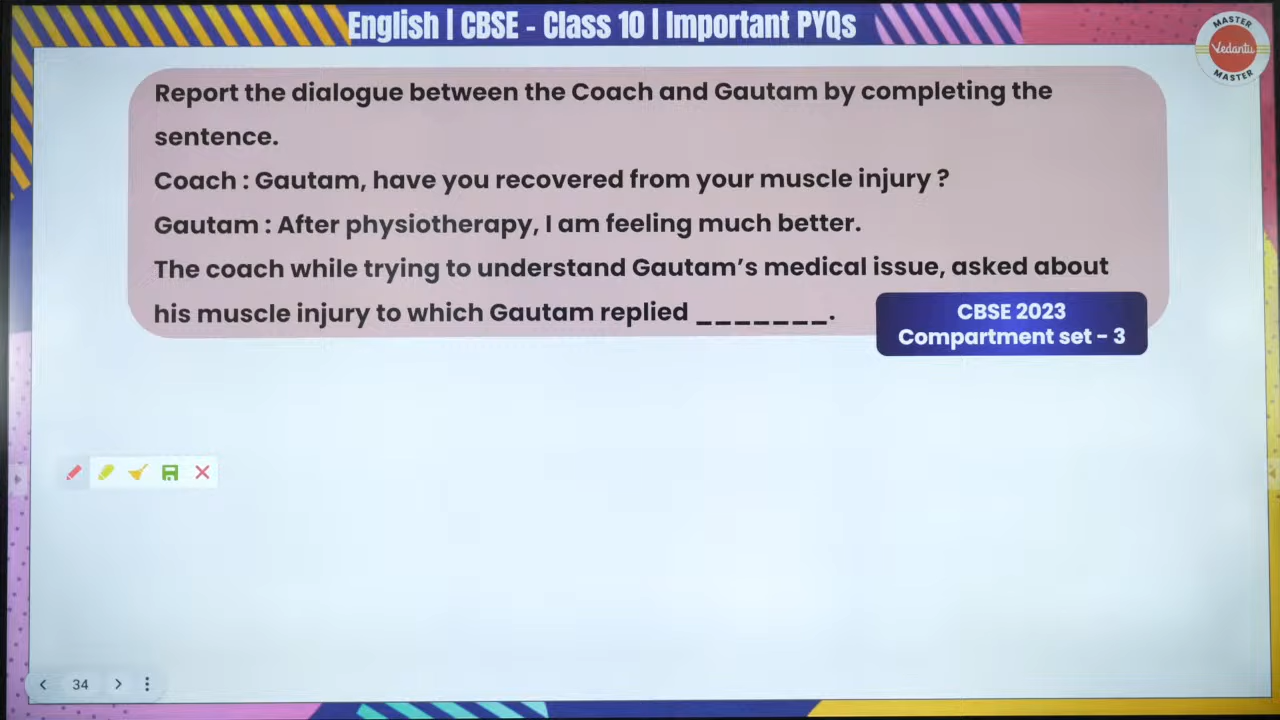 English | CBSE - Class 10 | Important PYQs
MASTER
Vedantu
MASTER
Report the dialogue between the Coach and Gautam by completing the
sentence.
Coach : Gautam, have you recovered from your muscle injury ?
Gautam : After physiotherapy, I am feeling much better.
The coach while trying to understand Gautam's medical issue, asked about
his muscle injury to which Gautam replied _______.
CBSE 2023
Compartment set - 3
34